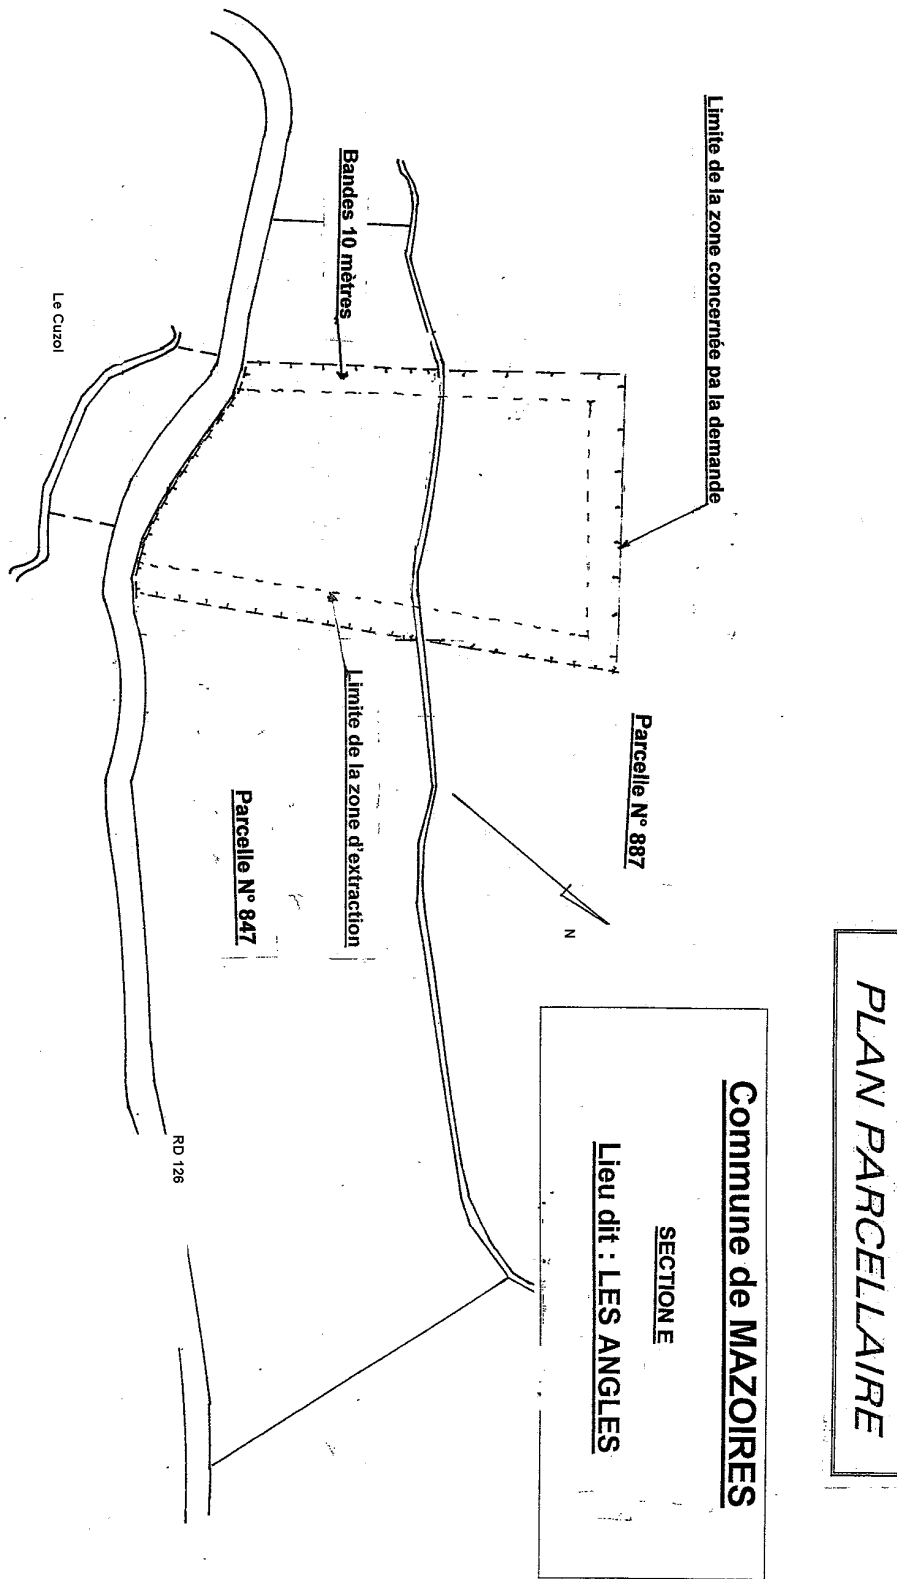 PLAN PARCELLAIRE
Commune de MAZOIRES
SECTION E
Lieu dit : LES ANGLES
Limite de la zone concernée pa la demande
Parcelle N° 887
N
Bandes 10 mètres
Limite de la zone d'extraction
Parcelle N° 847
RD 126
Le Cuzol